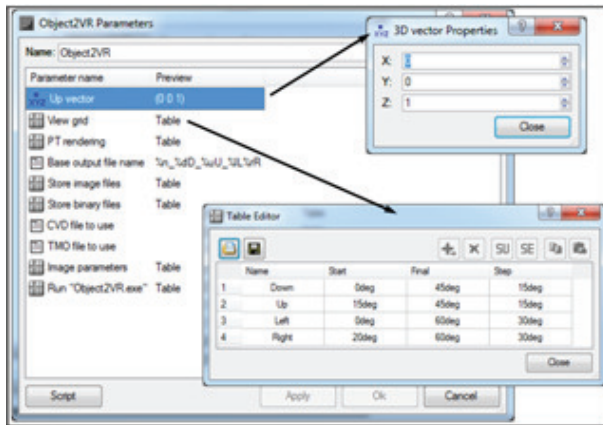 Object2VR Parameters
Name: Object2VR
Parameter name Preview
XYZ Up vector (0 0 1)
View grid Table
PT rendering Table
Base output file name
Store image files Table
Store binary files Table
CVD file to use
TMO file to use
Image parameters Table
Run "Object2VR.exe" Table
Script Apply Ok Cancel
XYZ 3D vector Properties
X: 0
Y: 0
Z: 1
Close
Table Editor
SU SE
Name Start Final Step
1 Down 0deg 45deg 15deg
2 Up 15deg 45deg 15deg
3 Left 0deg 60deg 30deg
4 Right 20deg 60deg 30deg
Close